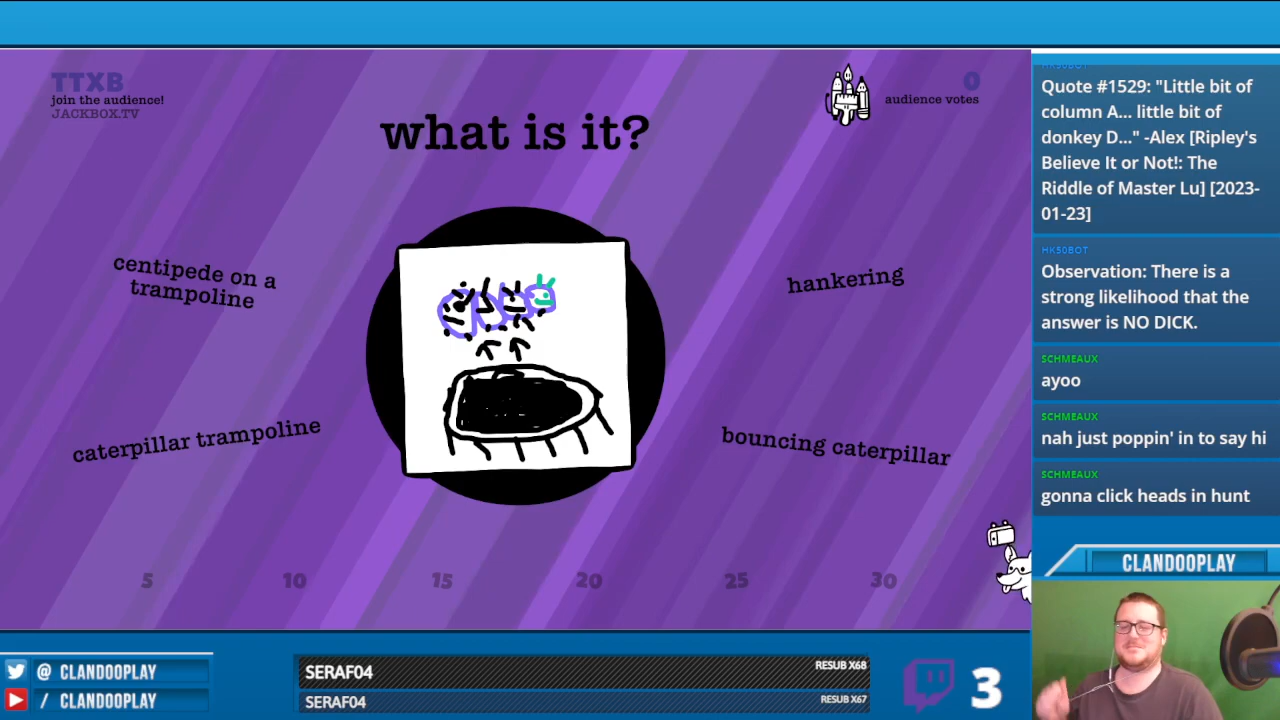 TTXB
join the audience!
JACKBOX.TV
0
audience votes
what is it?
centipede on a
trampoline
hankering
caterpillar trampoline
bouncing caterpillar
5 10 15 20 25 30
HK50BOT
Quote #1529: "Little bit of
column A... little bit of
donkey D..." -Alex [Ripley's
Believe It or Not!: The
Riddle of Master Lu] [2023-
01-23]
HK50BOT
Observation: There is a
strong likelihood that the
answer is NO DICK.
SCHMEAUX
ayoo
SCHMEAUX
nah just poppin' in to say hi
SCHMEAUX
gonna click heads in hunt
CLANDOOPLAY
@ CLANDOOPLAY
/ CLANDOOPLAY
SERAF04 RESUB X68
SERAF04 RESUB X67
3